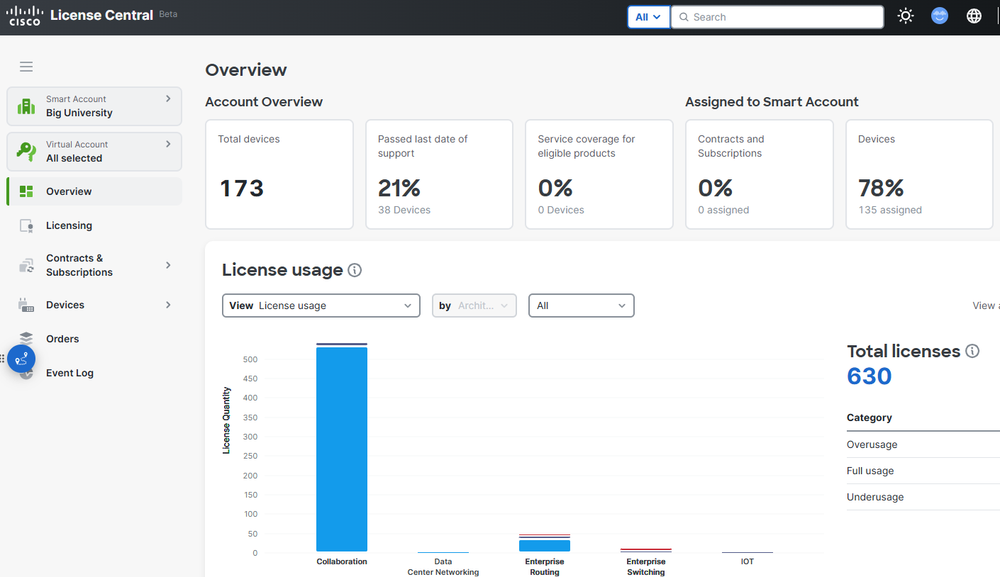 CISCO License Central Beta
All
Search
Smart Account
Big University
Virtual Account
All selected
Overview
Licensing
Contracts &
Subscriptions
Devices
Orders
Event Log
Overview
Account Overview
Total devices
173
Passed last date of
support
21%
38 Devices
Service coverage for
eligible products
0%
0 Devices
Assigned to Smart Account
Contracts and
Subscriptions
0%
0 assigned
Devices
78%
135 assigned
License usage
View License usage
by Archit...
All
View
License Quantity
500
450
400
350
300
250
200
150
100
50
0
Collaboration
Data
Center Networking
Enterprise
Routing
Enterprise
Switching
IOT
Total licenses
630
Category
Overusage
Full usage
Underusage